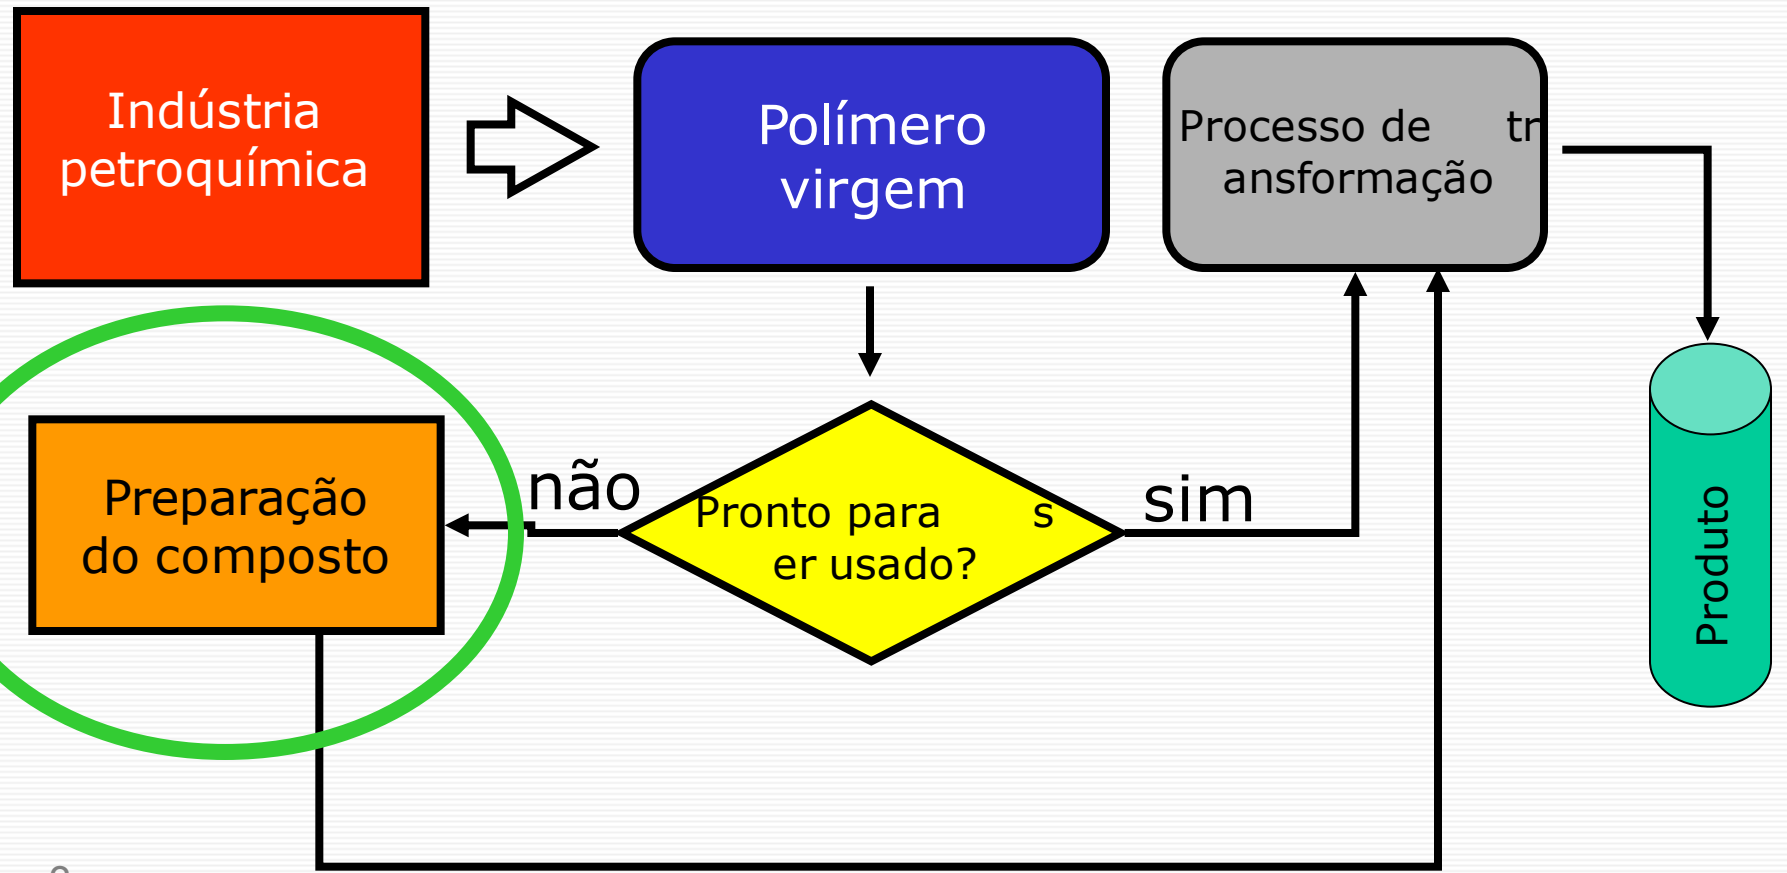 Indústria
petroquímica
Polímero
virgem
Processo de tr
ansformação
não
Pronto para s
er usado?
sim
Preparação
do composto
Produto